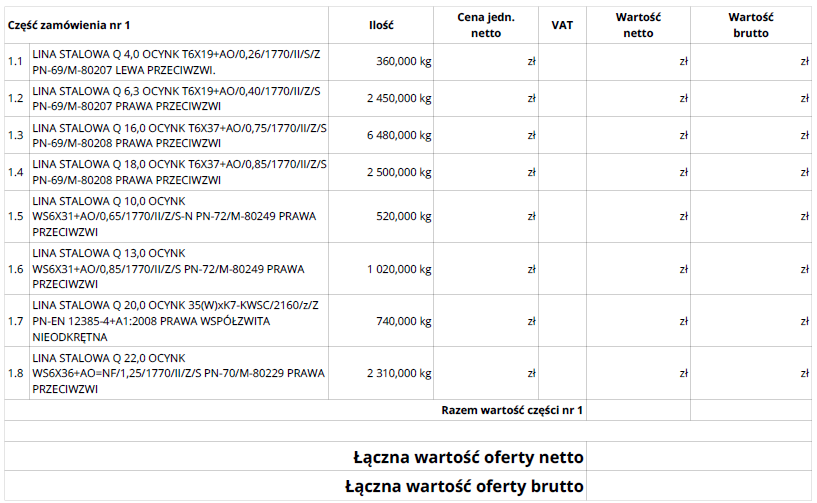 Część zamówienia nr 1 Ilość Cena jedn. netto VAT Wartość netto Wartość brutto
1.1 LINA STALOWA Q 4,0 OCYNK T6X19+AO/0,26/1770/II/S/Z
PN-69/M-80207 LEWA PRZECIWZWI. 360,000 kg zł zł zł
1.2 LINA STALOWA Q 6,3 OCYNK T6X19+AO/0,40/1770/II/Z/S
PN-69/M-80207 PRAWA PRZECIWZWI 2 450,000 kg zł zł zł
1.3 LINA STALOWA Q 16,0 OCYNK T6X37+AO/0,75/1770/II/Z/S
PN-69/M-80208 PRAWA PRZECIWZWI 6 480,000 kg zł zł zł
1.4 LINA STALOWA Q 18,0 OCYNK T6X37+AO/0,85/1770/II/Z/S
PN-69/M-80208 PRAWA PRZECIWZWI 2 500,000 kg zł zł zł
1.5 LINA STALOWA Q 10,0 OCYNK
WS6X31+AO/0,65/1770/II/Z/S-N PN-72/M-80249 PRAWA
PRZECIWZWI 520,000 kg zł zł zł
1.6 LINA STALOWA Q 13,0 OCYNK
WS6X31+AO/0,85/1770/II/Z/S PN-72/M-80249 PRAWA
PRZECIWZWI 1 020,000 kg zł zł zł
1.7 LINA STALOWA Q 20,0 OCYNK 35(W)xK7-KWSC/2160/z/Z
PN-EN 12385-4+A1:2008 PRAWA WSPÓŁZWITA
NIEODKRĘTNA 740,000 kg zł zł zł
1.8 LINA STALOWA Q 22,0 OCYNK
WS6X36+AO=NF/1,25/1770/II/Z/S PN-70/M-80229 PRAWA
PRZECIWZWI 2 310,000 kg zł zł zł
Razem wartość części nr 1
Łączna wartość oferty netto
Łączna wartość oferty brutto